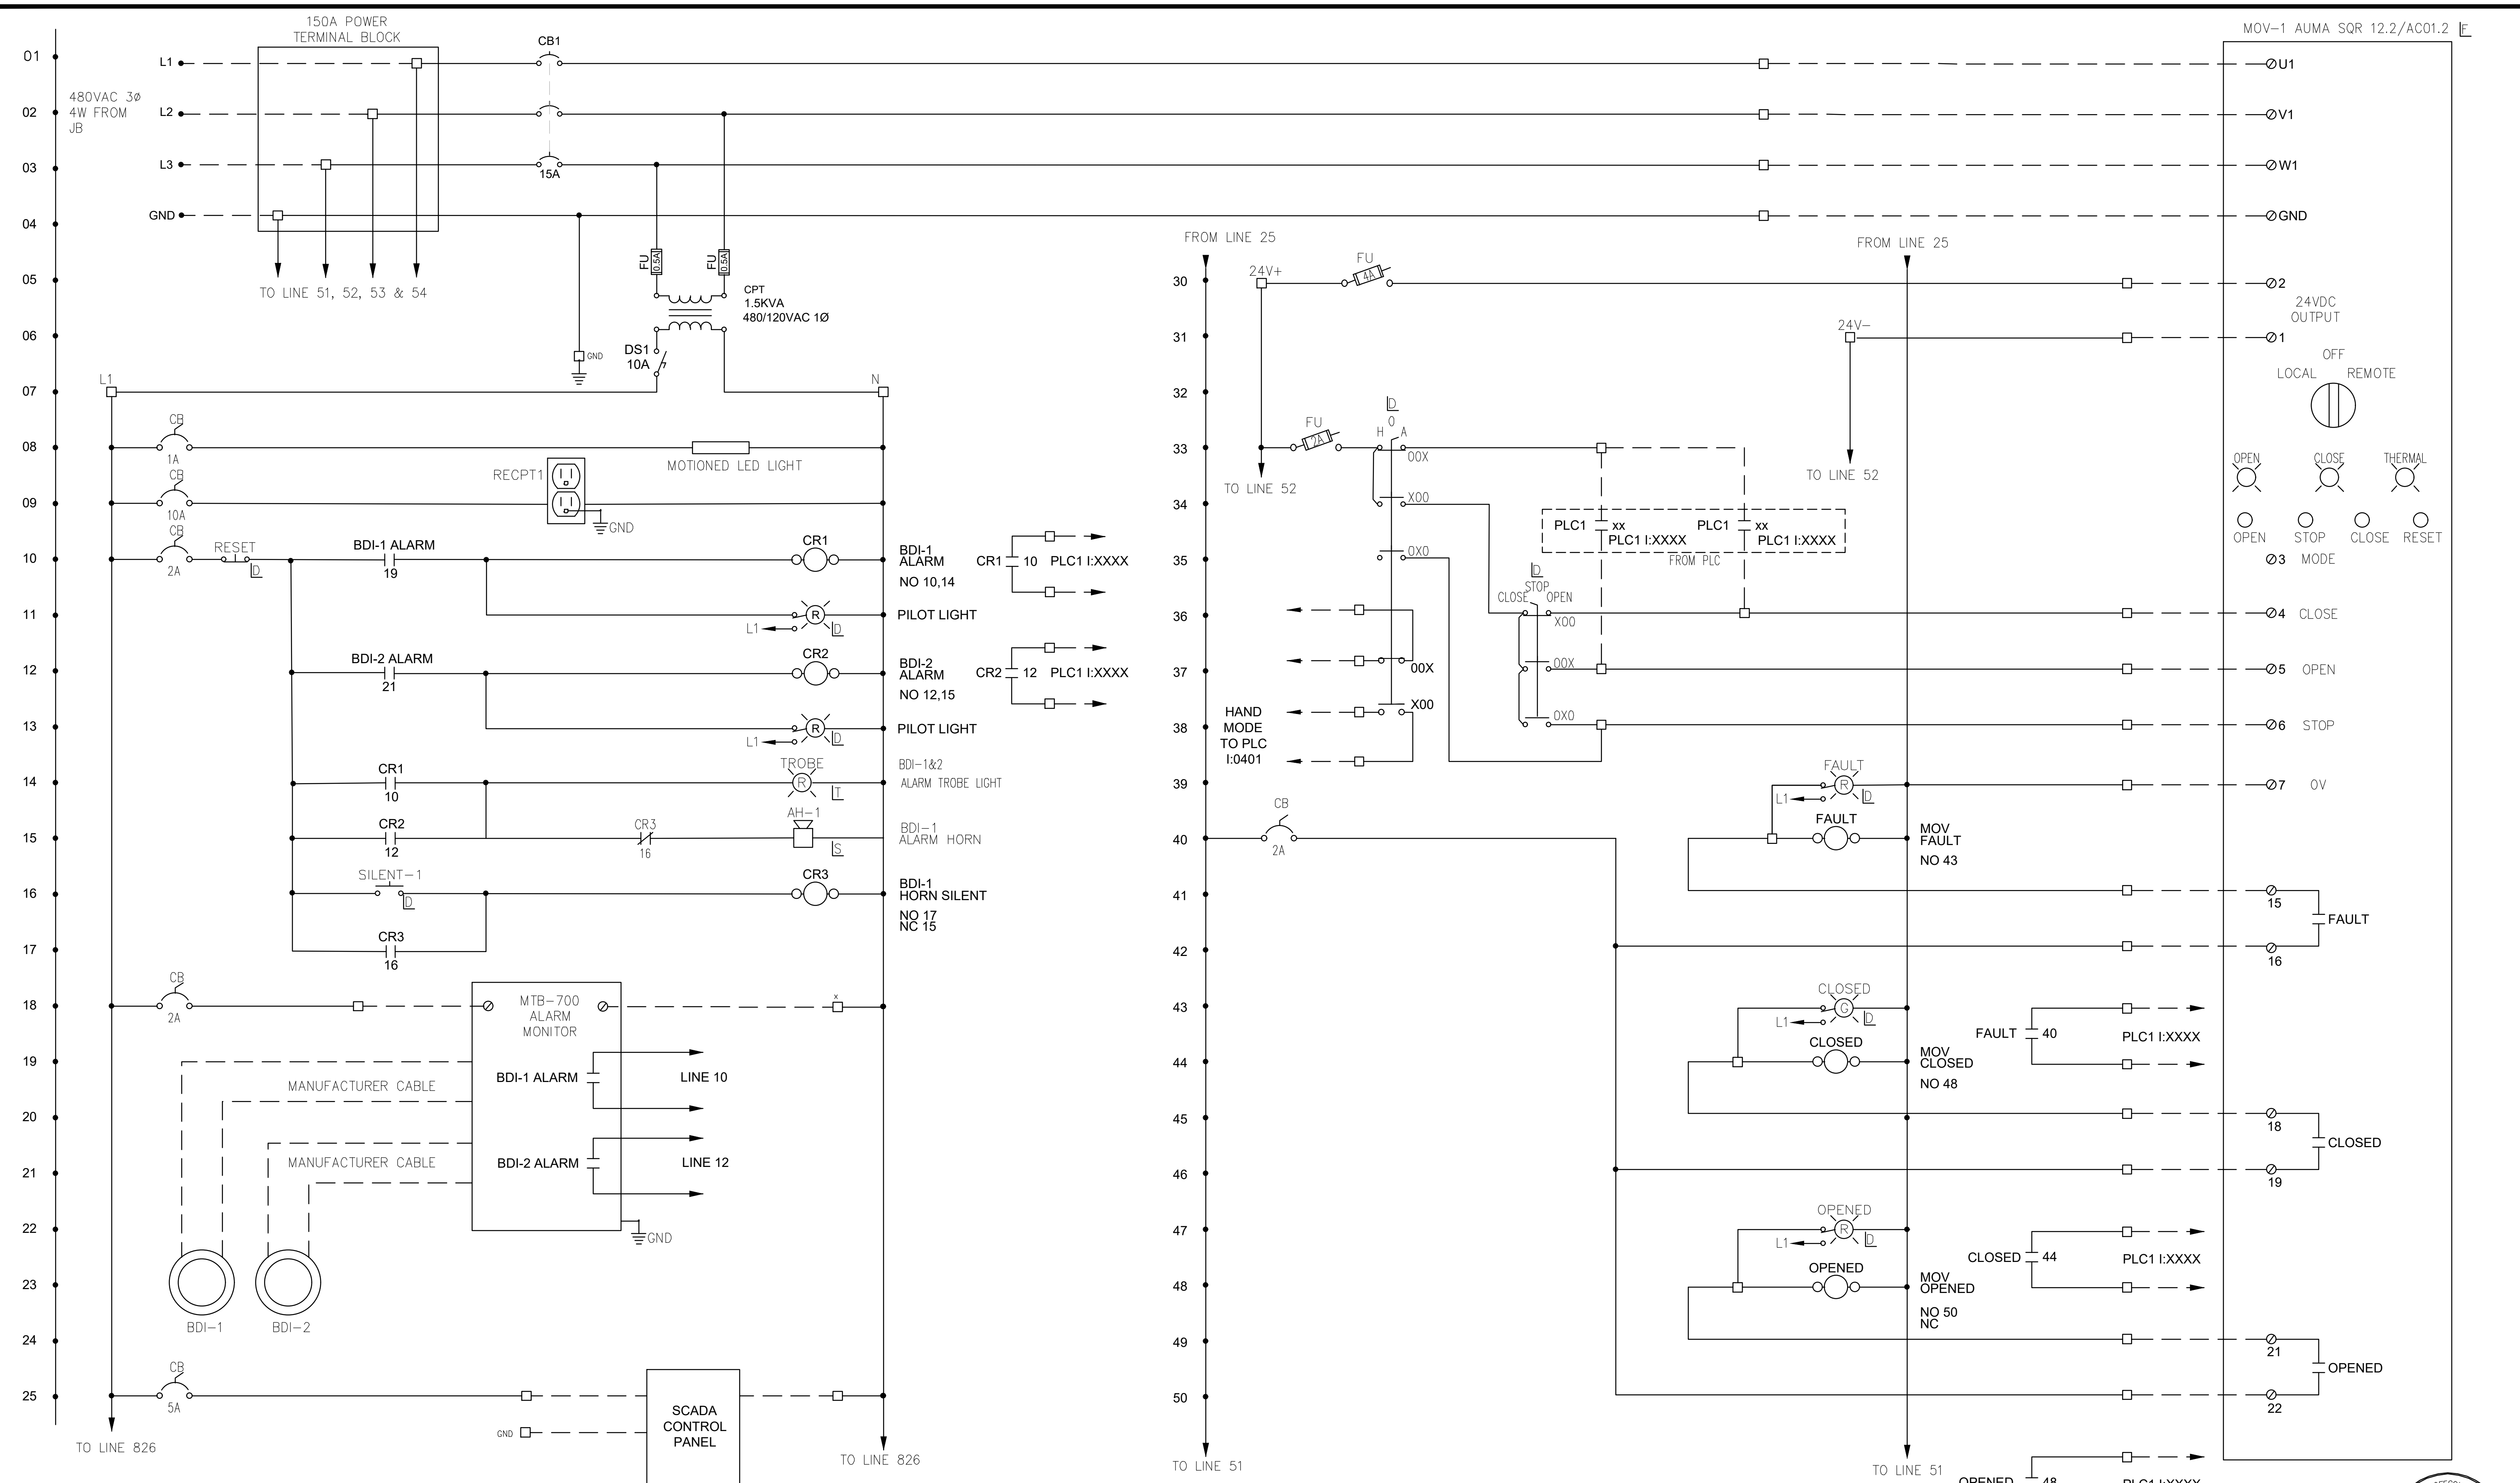 150A POWER
TERMINAL BLOCK
CB1
MOV-1 AUMA SQR 12.2/AC01.2 F
01
L1
U1
480VAC 3Ø
4W FROM
JB
02
L2
V1
03
L3
15A
W1
04
GND
GND
TO LINE 51, 52, 53 & 54
FU
0.5A
FU
0.5A
CPT
1.5KVA
480/120VAC 1Ø
05
06
GND
DS1
10A
07
L1
N
08
CB
1A
MOTIONED LED LIGHT
09
CB
10A
RECPT1
GND
10
CB
2A
RESET
D
BDI-1 ALARM
19
CR1
BDI-1
ALARM
NO 10,14
CR1
10
PLC1 I:XXXX
11
L1
R
D
PILOT LIGHT
12
BDI-2 ALARM
21
CR2
BDI-2
ALARM
NO 12,15
CR2
12
PLC1 I:XXXX
13
L1
R
D
PILOT LIGHT
14
CR1
10
TROBE
R
T
BDI-1&2
ALARM TROBE LIGHT
15
CR2
12
CR3
16
AH-1
S
BDI-1
ALARM HORN
16
SILENT-1
D
CR3
BDI-1
HORN SILENT
NO 17
NC 15
17
CR3
16
18
CB
2A
MTB-700
ALARM
MONITOR
x
19
MANUFACTURER CABLE
BDI-1 ALARM
LINE 10
20
21
MANUFACTURER CABLE
BDI-2 ALARM
LINE 12
22
GND
23
BDI-1
BDI-2
24
25
CB
5A
SCADA
CONTROL
PANEL
GND
TO LINE 826
TO LINE 826
FROM LINE 25
FROM LINE 25
30
24V+
FU
4A
2
24VDC
OUTPUT
31
24V-
1
OFF
LOCAL
REMOTE
32
33
FU
2A
D
0
H
A
00X
TO LINE 52
TO LINE 52
OPEN
CLOSE
THERMAL
34
X00
PLC1
xx
PLC1 I:XXXX
PLC1
xx
PLC1 I:XXXX
FROM PLC
OPEN
STOP
CLOSE
RESET
35
0X0
3
MODE
D
STOP
CLOSE
OPEN
36
X00
4
CLOSE
37
00X
00X
5
OPEN
X00
HAND
MODE
TO PLC
I:0401
38
0X0
6
STOP
39
FAULT
R
L1
D
7
0V
40
CB
2A
FAULT
MOV
FAULT
NO 43
41
15
FAULT
42
16
43
CLOSED
G
L1
D
FAULT
40
PLC1 I:XXXX
44
CLOSED
MOV
CLOSED
NO 48
45
18
CLOSED
46
19
47
OPENED
R
L1
D
CLOSED
44
PLC1 I:XXXX
48
OPENED
MOV
OPENED
NO 50
NC
49
21
OPENED
50
22
TO LINE 51
TO LINE 51
OPENED
48
PLC1 I:XXXX